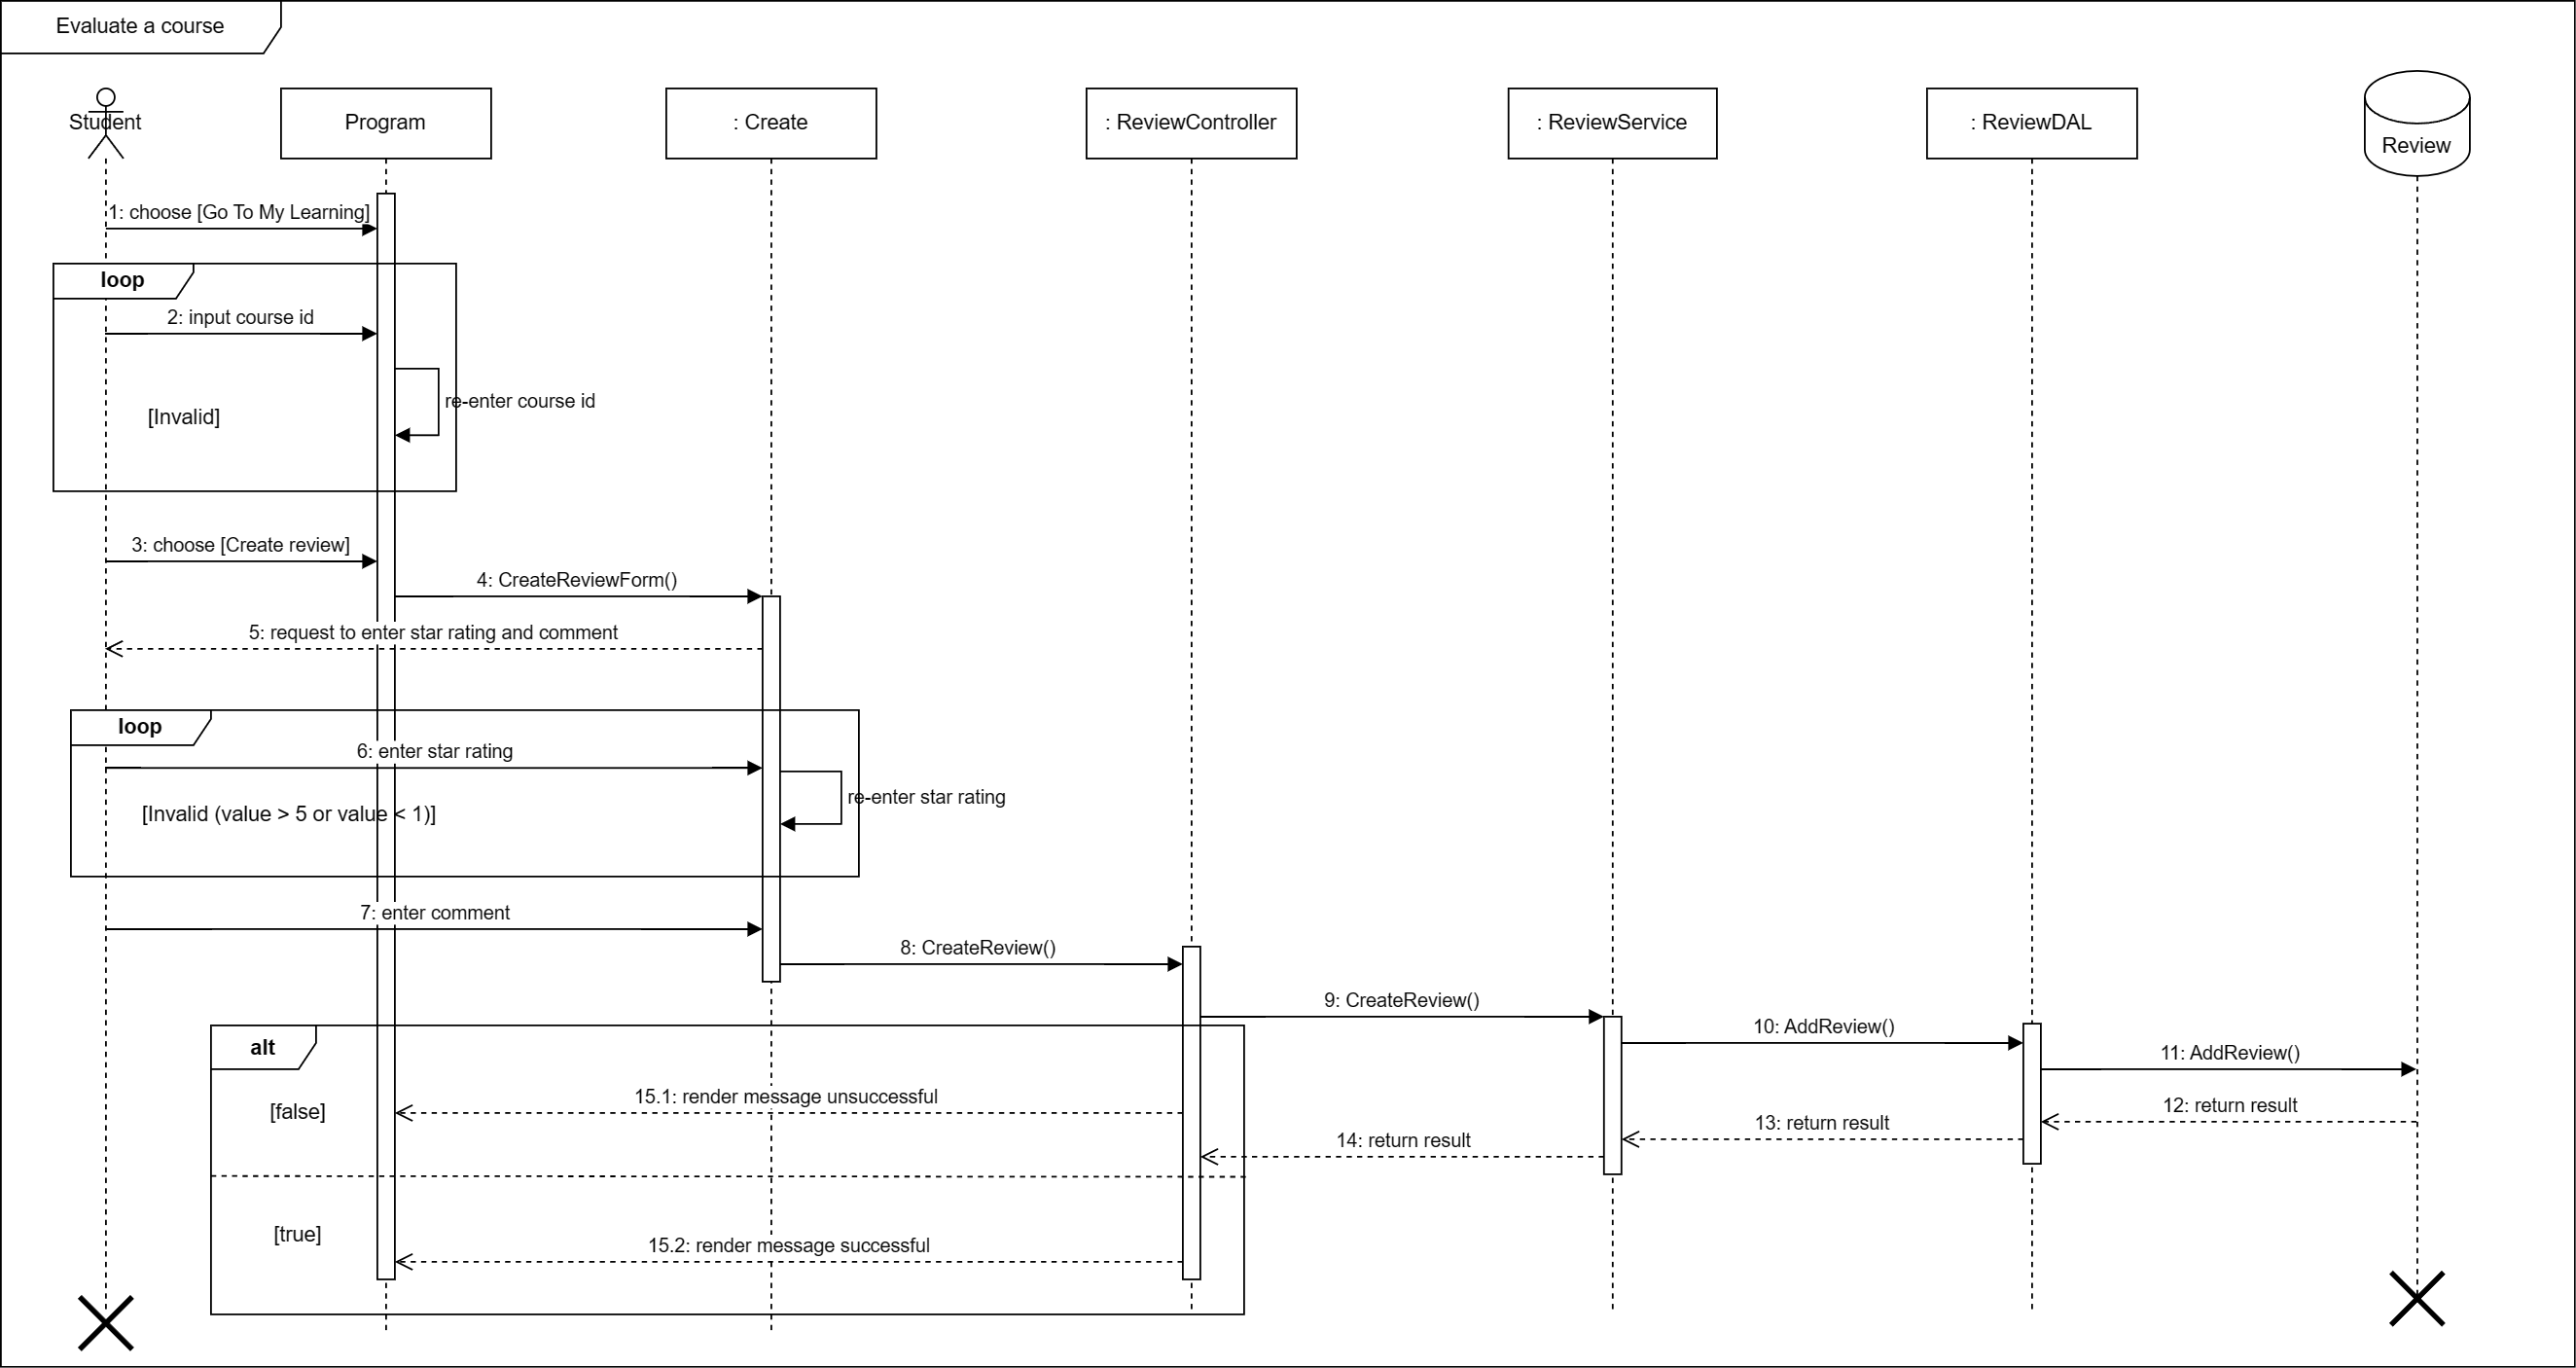 Evaluate a course
Student
Program
: Create
: ReviewController
: ReviewService
: ReviewDAL
Review
1: choose [Go To My Learning]
loop
2: input course id
re-enter course id
[Invalid]
3: choose [Create review]
4: CreateReviewForm()
5: request to enter star rating and comment
loop
6: enter star rating
re-enter star rating
[Invalid (value > 5 or value < 1)]
7: enter comment
8: CreateReview()
9: CreateReview()
10: AddReview()
11: AddReview()
alt
15.1: render message unsuccessful
[false]
12: return result
13: return result
14: return result
[true]
15.2: render message successful